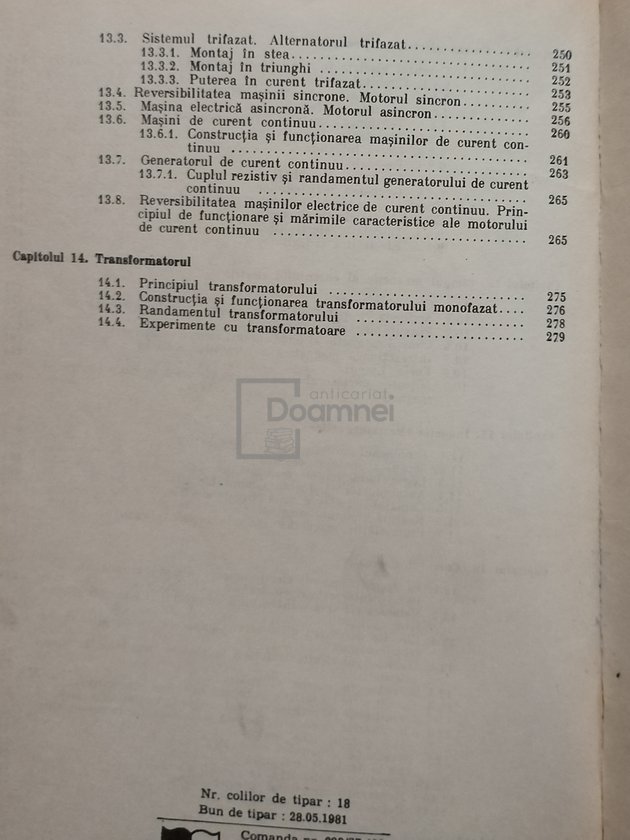 13.3. Sistemul trifazat. Alternatorul trifazat
13.3.1. Montaj în stea 250
13.3.2. Montaj în triunghi 251
13.3.3. Puterea în curent trifazat 252
13.4. Reversibilitatea mașinii sincrone. Motorul sincron 253
13.5. Mașina electrică asincronă. Motorul asincron 255
13.6. Mașini de curent continuu 256
13.6.1. Construcția și funcționarea mașinilor de curent con- 260
tinuu
13.7. Generatorul de curent continuu 261
13.7.1. Cuplul rezistiv și randamentul generatorului de curent 263
continuu 265
13.8. Reversibilitatea mașinilor electrice de curent continuu. Prin-
cipiul de funcționare și mărimile caracteristice ale motorului
de curent continuu 265
Capitolul 14. Transformatorul
14.1. Principiul transformatorului 275
14.2. Construcția și funcționarea transformatorului monofazat 276
14.3. Randamentul transformatorului 278
14.4. Experimente cu transformatoare 279
anticariat
Doamnei
Nr. colilor de tipar : 18
Bun de tipar : 28.05.1981
Comanda nr.